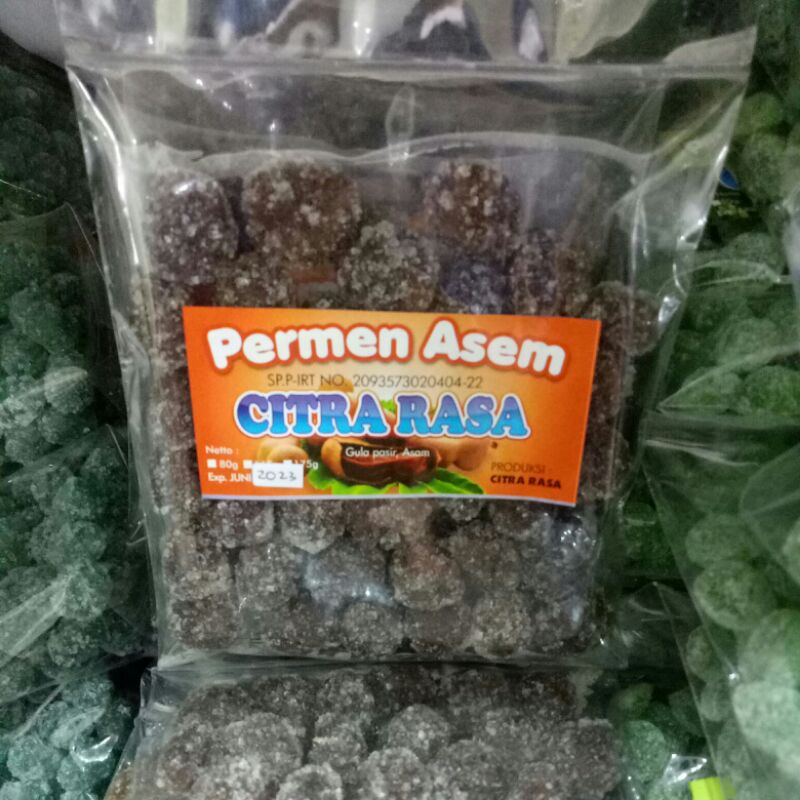 Permen Asem
SP.P-IRT NO. 2093573020404-22
CITRA RASA
Gula pasir, Asam
Netto :
80g 175g
Exp. JUNI 2023
PRODUKSI :
CITRA RASA